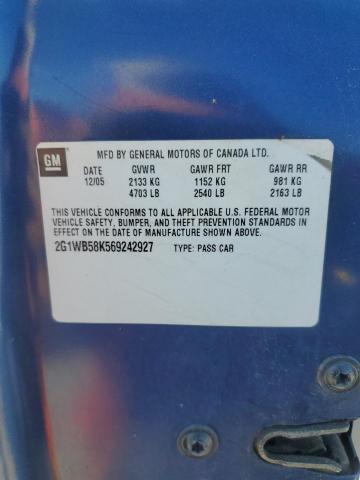 GM
MFD BY GENERAL MOTORS OF CANADA LTD.
DATE GVWR GAWR FRT GAWR RR
12/05 2133 KG 1152 KG 981 KG
4703 LB 2540 LB 2163 LB
THIS VEHICLE CONFORMS TO ALL APPLICABLE U.S. FEDERAL MOTOR
VEHICLE SAFETY, BUMPER, AND THEFT PREVENTION STANDARDS IN
EFFECT ON THE DATE OF MANUFACTURE SHOWN ABOVE.
2G1WB58K569242927 TYPE: PASS CAR